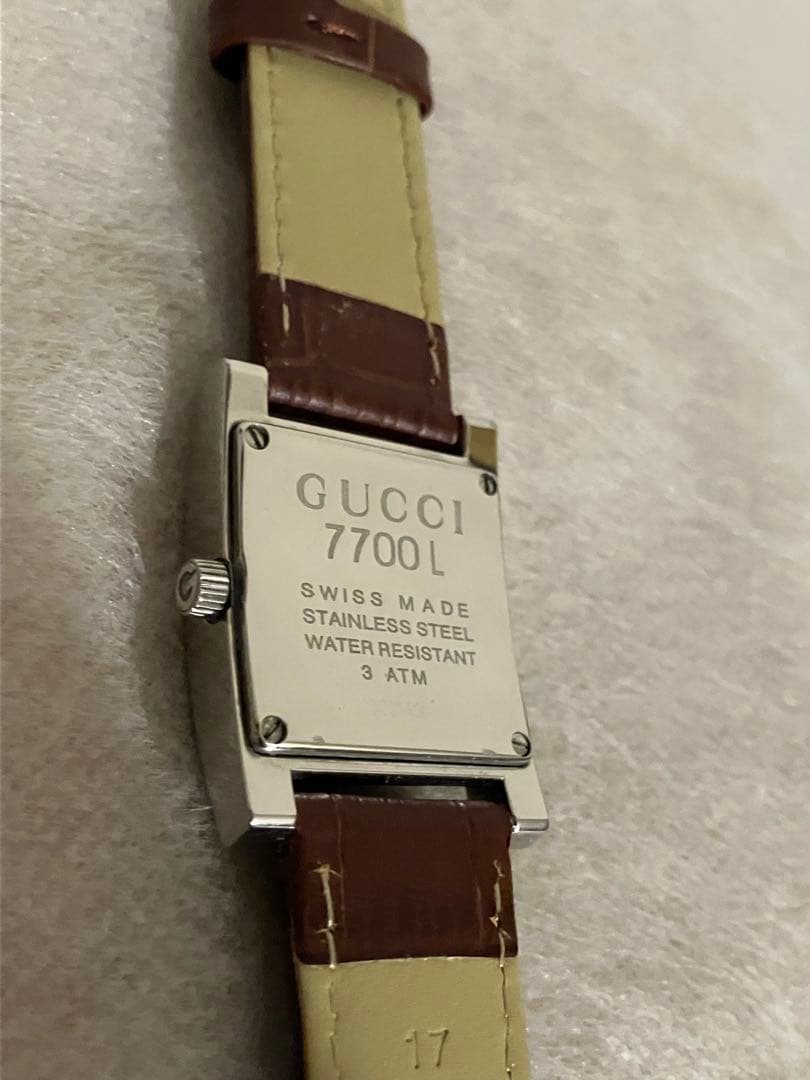 GUCCI
7700L
SWISS MADE
STAINLESS STEEL
WATER RESISTANT
3 ATM
G
17